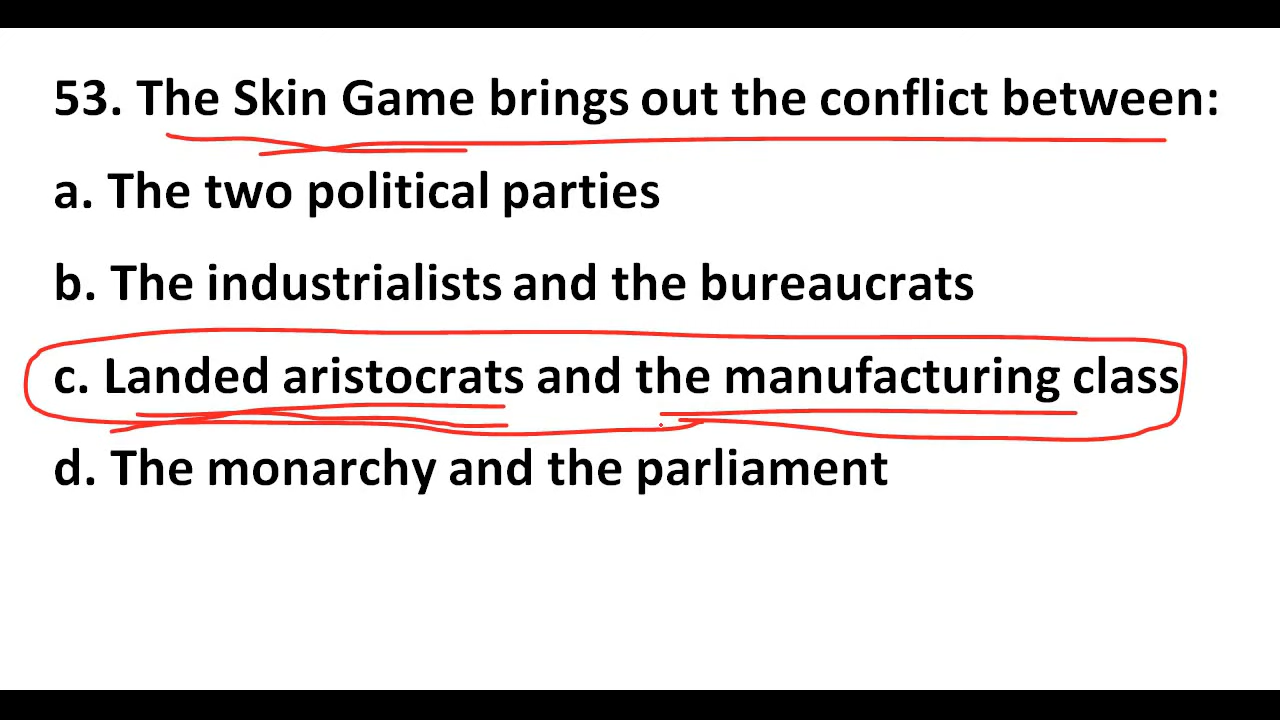 53. The Skin Game brings out the conflict between:
a. The two political parties
b. The industrialists and the bureaucrats
c. Landed aristocrats and the manufacturing class
d. The monarchy and the parliament